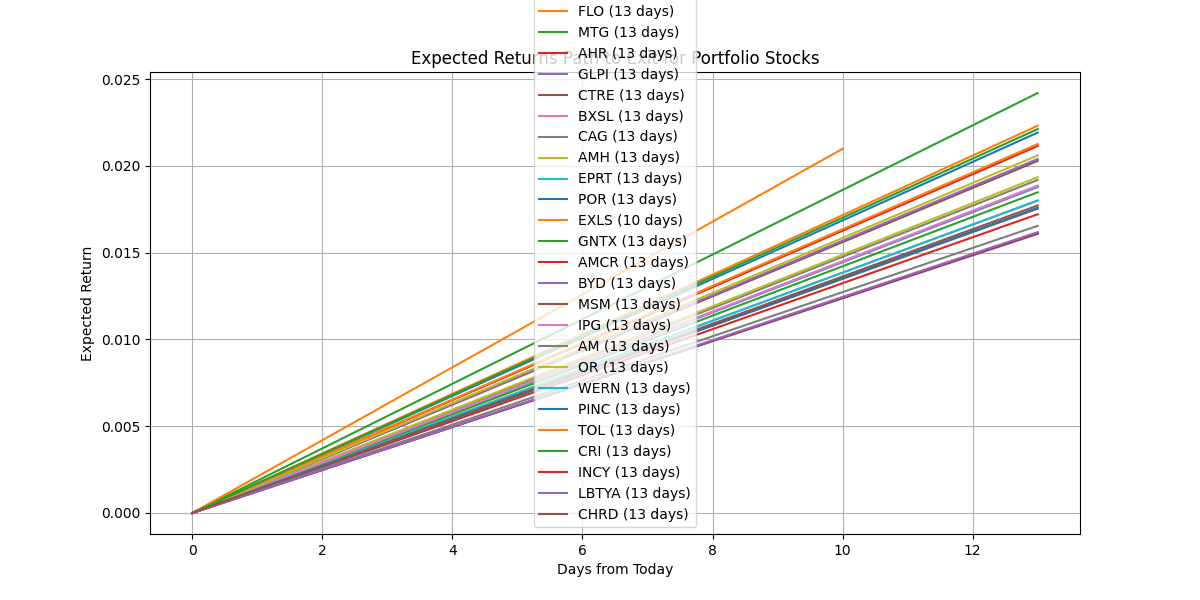 FLO (13 days)
MTG (13 days)
AHR (13 days)
Expected Returns Path to Exit for Portfolio Stocks
GLPI (13 days)
CTRE (13 days)
BXSL (13 days)
CAG (13 days)
AMH (13 days)
EPRT (13 days)
POR (13 days)
EXLS (10 days)
GNTX (13 days)
AMCR (13 days)
BYD (13 days)
MSM (13 days)
IPG (13 days)
AM (13 days)
OR (13 days)
WERN (13 days)
PINC (13 days)
TOL (13 days)
CRI (13 days)
INCY (13 days)
LBTYA (13 days)
CHRD (13 days)
Expected Return
0.025
0.020
0.015
0.010
0.005
0.000
0 2 4 6 8 10 12
Days from Today